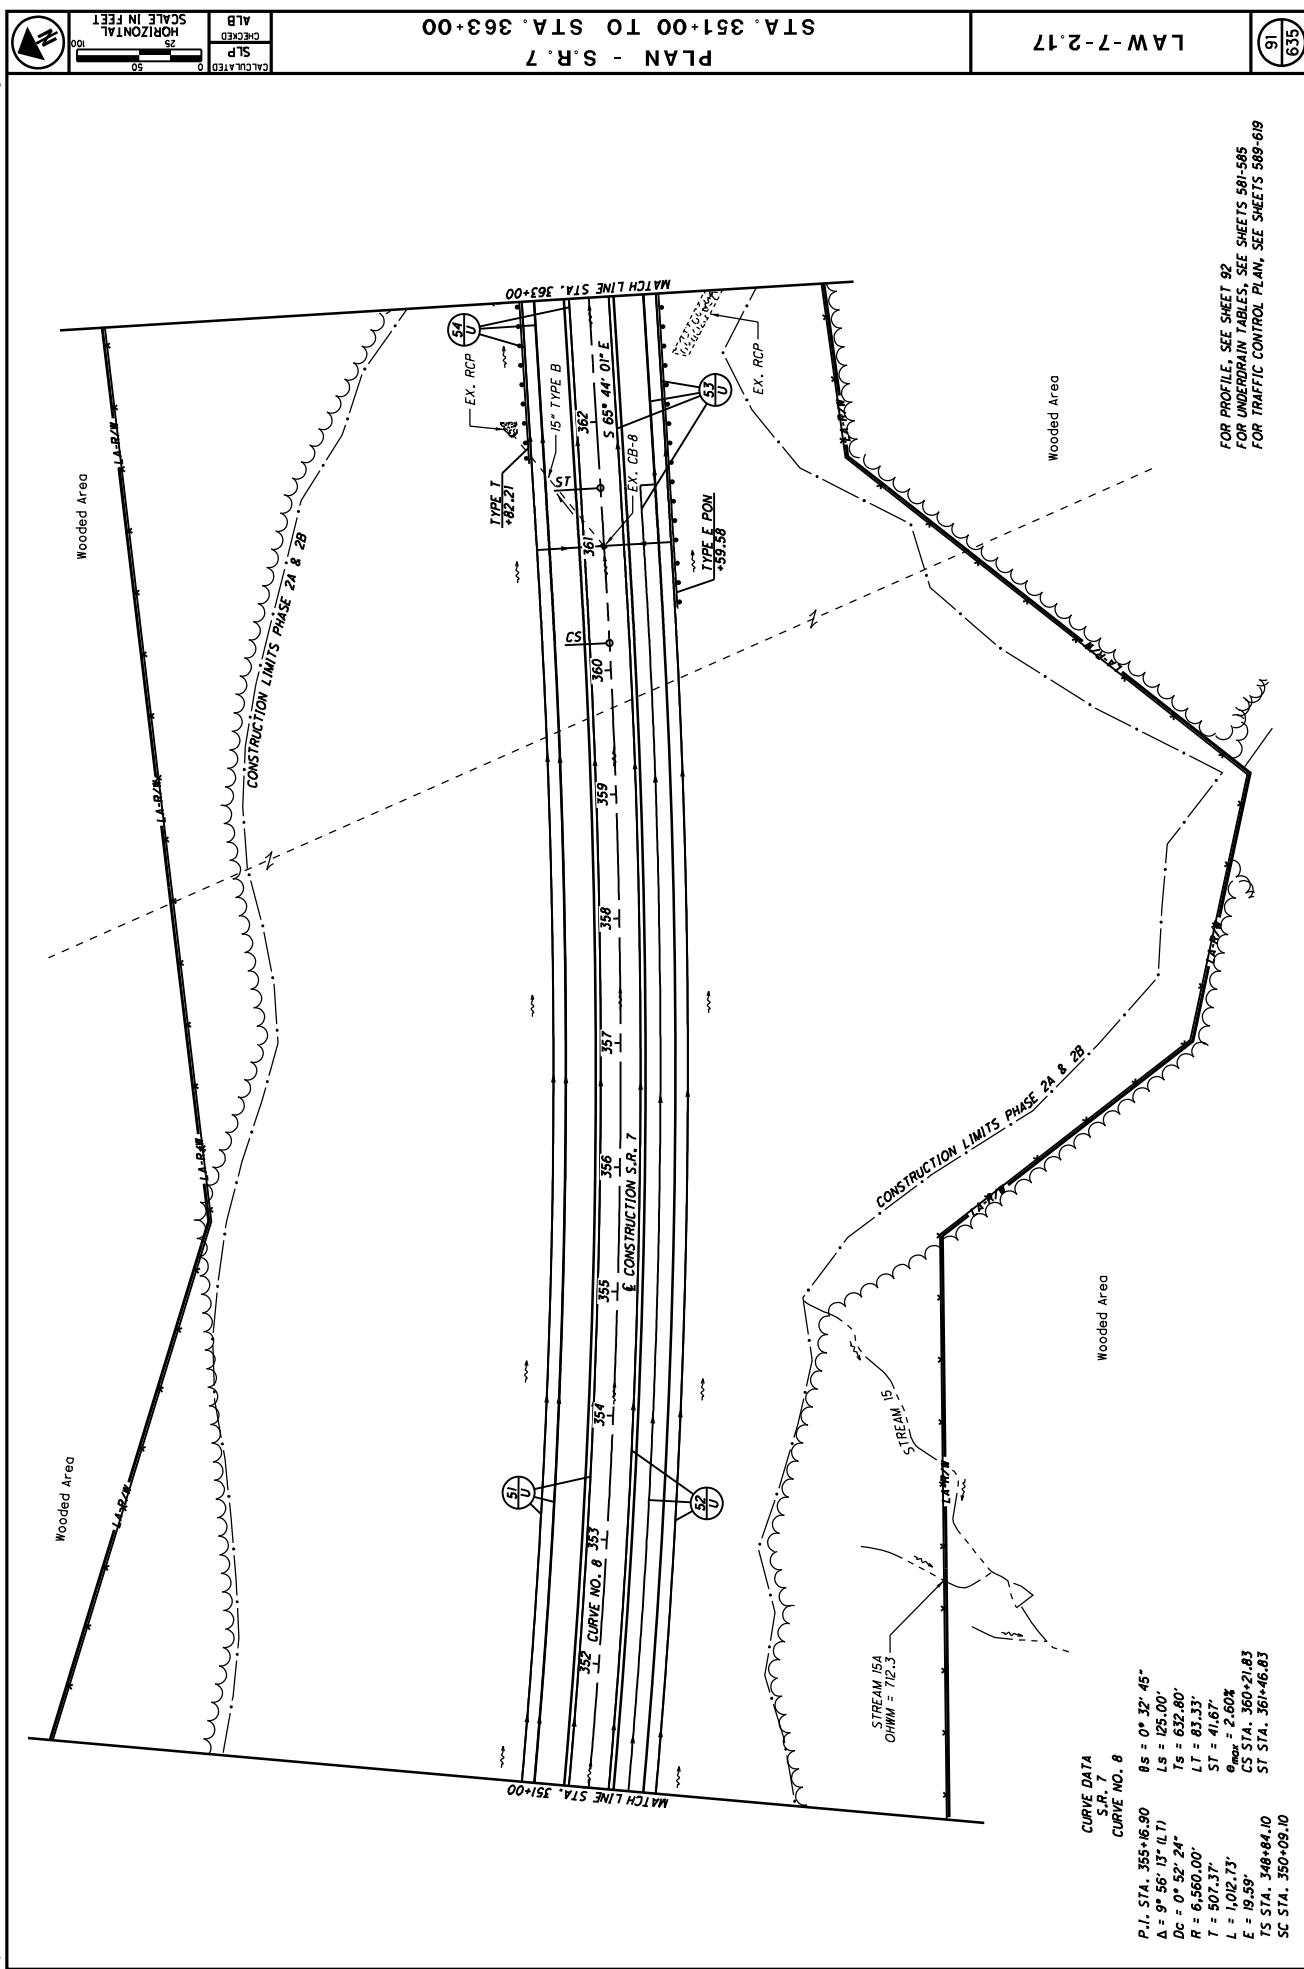 CALCULATED
SLP
CHECKED
ALB
0
50
25
100
HORIZONTAL
SCALE IN FEET
PLAN - S.R. 7
STA. 351+00 TO STA. 363+00
LAW-7-2.17
91
635
FOR PROFILE, SEE SHEET 92
FOR UNDERDRAIN TABLES, SEE SHEETS 581-585
FOR TRAFFIC CONTROL PLAN, SEE SHEETS 589-619
MATCH LINE STA. 363+00
54
U
EX. RCP
15" TYPE B
362
S 65° 44' 01" E
53
U
EX. RCP
Wooded Area
LA-R/W
LA-R/W
Wooded Area
TYPE T
+82.21
ST
EX. CB-8
361
TYPE E PON
+59.58
CONSTRUCTION LIMITS PHASE 2A & 2B
CS
360
LA-R/W
LA-R/W
359
358
LA-R/W
357
CONSTRUCTION LIMITS PHASE 2A & 2B
LA-R/W
356
LA-R/W
℄ CONSTRUCTION S.R. 7
355
Wooded Area
354
STREAM 15
Wooded Area
LA-R/W
51
U
52
U
LA-R/W
353
CURVE NO. 8
352
STREAM 15A
OHWM = 712.3
MATCH LINE STA. 351+00
CURVE DATA
S.R. 7
CURVE NO. 8
P.I. STA. 355+16.90
Δ = 9° 56' 13" (LT)
Dc = 0° 52' 24"
R = 6,560.00'
T = 507.37'
L = 1,012.73'
E = 19.59'
TS STA. 348+84.10
SC STA. 350+09.10
θs = 0° 32' 45"
Ls = 125.00'
Ts = 632.80'
LT = 83.33'
ST = 41.67'
emax = 2.60%
CS STA. 360+21.83
ST STA. 361+46.83